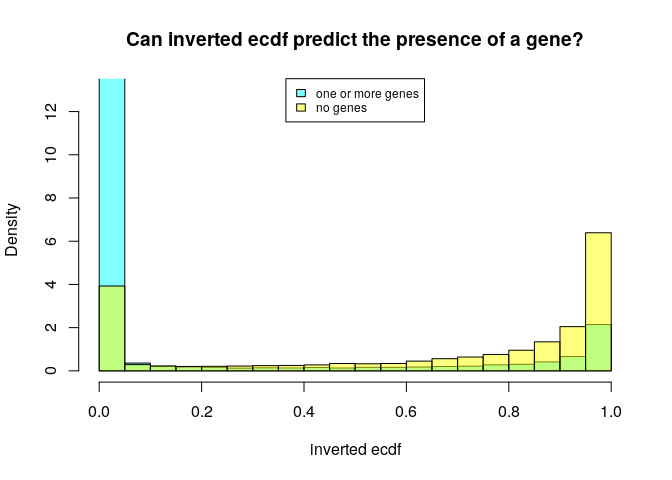 Can inverted ecdf predict the presence of a gene?
one or more genes
no genes
Density
12
10
8
6
4
2
0
0.0 0.2 0.4 0.6 0.8 1.0
inverted ecdf